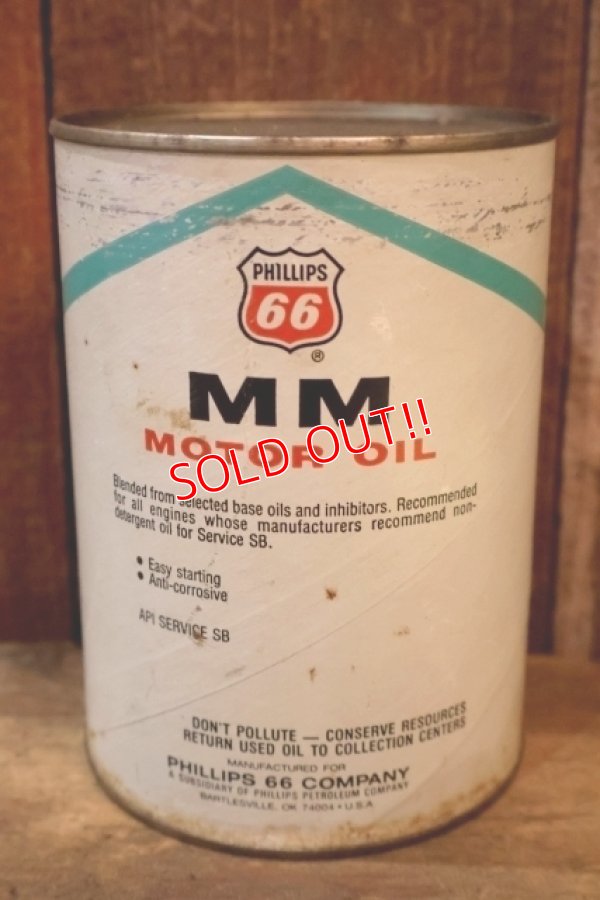 PHILLIPS
66
®
MM
MOTOR OIL
SOLD OUT!!
Blended from selected base oils and inhibitors. Recommended
for all engines whose manufacturers recommend non-
detergent oil for Service SB.
• Easy starting
• Anti-corrosive
API SERVICE SB
DON'T POLLUTE — CONSERVE RESOURCES
RETURN USED OIL TO COLLECTION CENTERS
MANUFACTURED FOR
PHILLIPS 66 COMPANY
A SUBSIDIARY OF PHILLIPS PETROLEUM COMPANY
BARTLESVILLE, OK 74004 • U.S.A